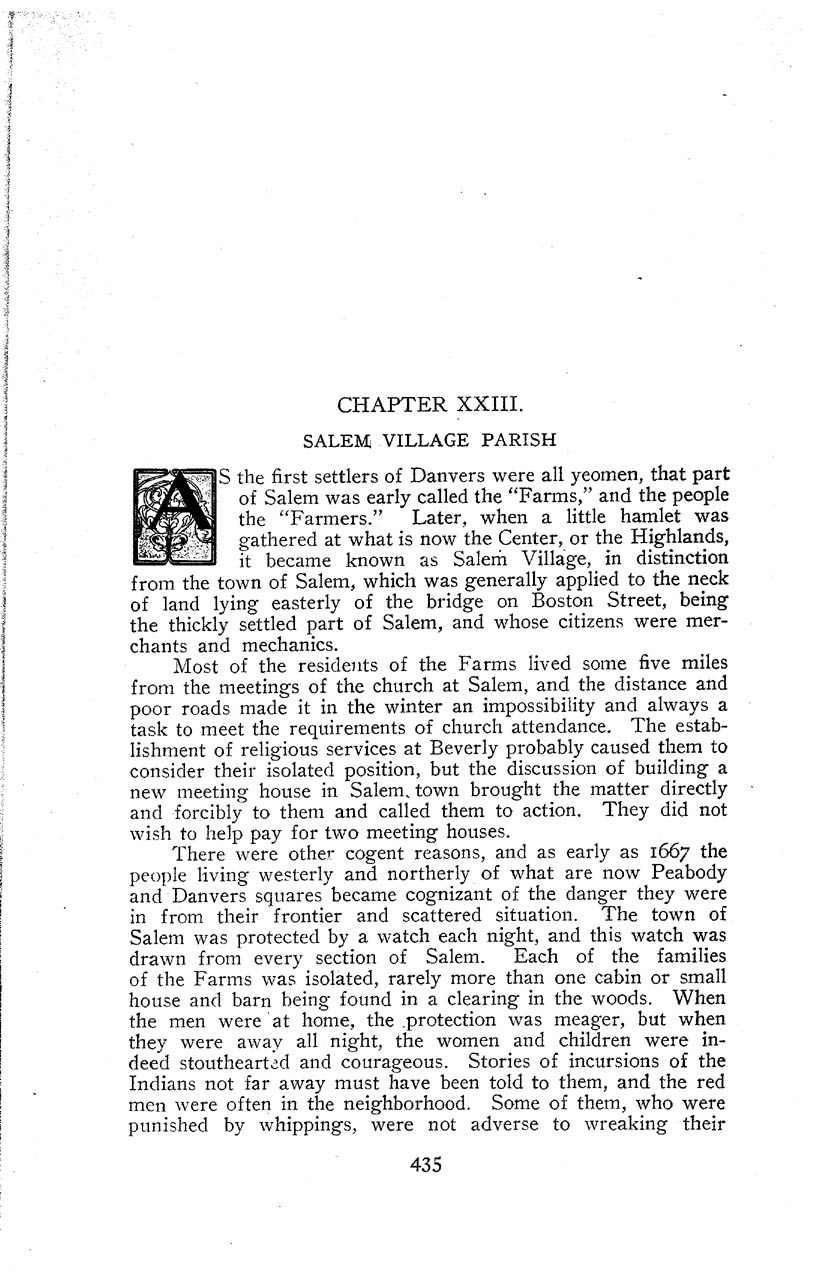 CHAPTER XXIII.
SALEM VILLAGE PARISH
AS the first settlers of Danvers were all yeomen, that part
of Salem was early called the "Farms," and the people
the "Farmers." Later, when a little hamlet was
gathered at what is now the Center, or the Highlands,
it became known as Salem Village, in distinction
from the town of Salem, which was generally applied to the neck
of land lying easterly of the bridge on Boston Street, being
the thickly settled part of Salem, and whose citizens were mer-
chants and mechanics.
Most of the residents of the Farms lived some five miles
from the meetings of the church at Salem, and the distance and
poor roads made it in the winter an impossibility and always a
task to meet the requirements of church attendance. The estab-
lishment of religious services at Beverly probably caused them to
consider their isolated position, but the discussion of building a
new meeting house in Salem town brought the matter directly
and forcibly to them and called them to action. They did not
wish to help pay for two meeting houses.
There were other cogent reasons, and as early as 1667 the
people living westerly and northerly of what are now Peabody
and Danvers squares became cognizant of the danger they were
in from their frontier and scattered situation. The town of
Salem was protected by a watch each night, and this watch was
drawn from every section of Salem. Each of the families
of the Farms was isolated, rarely more than one cabin or small
house and barn being found in a clearing in the woods. When
the men were at home, the protection was meager, but when
they were away all night, the women and children were in-
deed stouthearted and courageous. Stories of incursions of the
Indians not far away must have been told to them, and the red
men were often in the neighborhood. Some of them, who were
punished by whippings, were not adverse to wreaking their
435